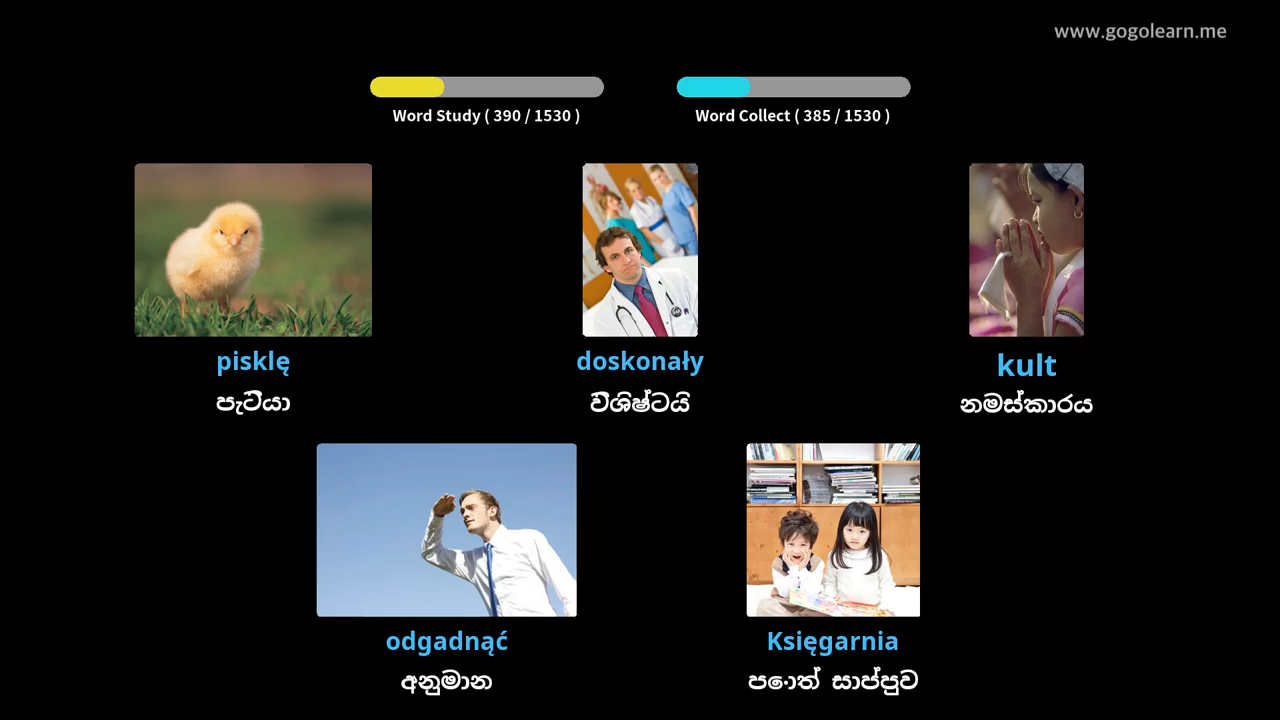 www.gogolearn.me
Word Study ( 390 / 1530 )
Word Collect ( 385 / 1530 )
pisklę
doskonały
kult
පැටියා
විශිෂ්ටයි
නමස්කාරය
odgadnąć
Księgarnia
අනුමාන
පොත් සාප්පුව